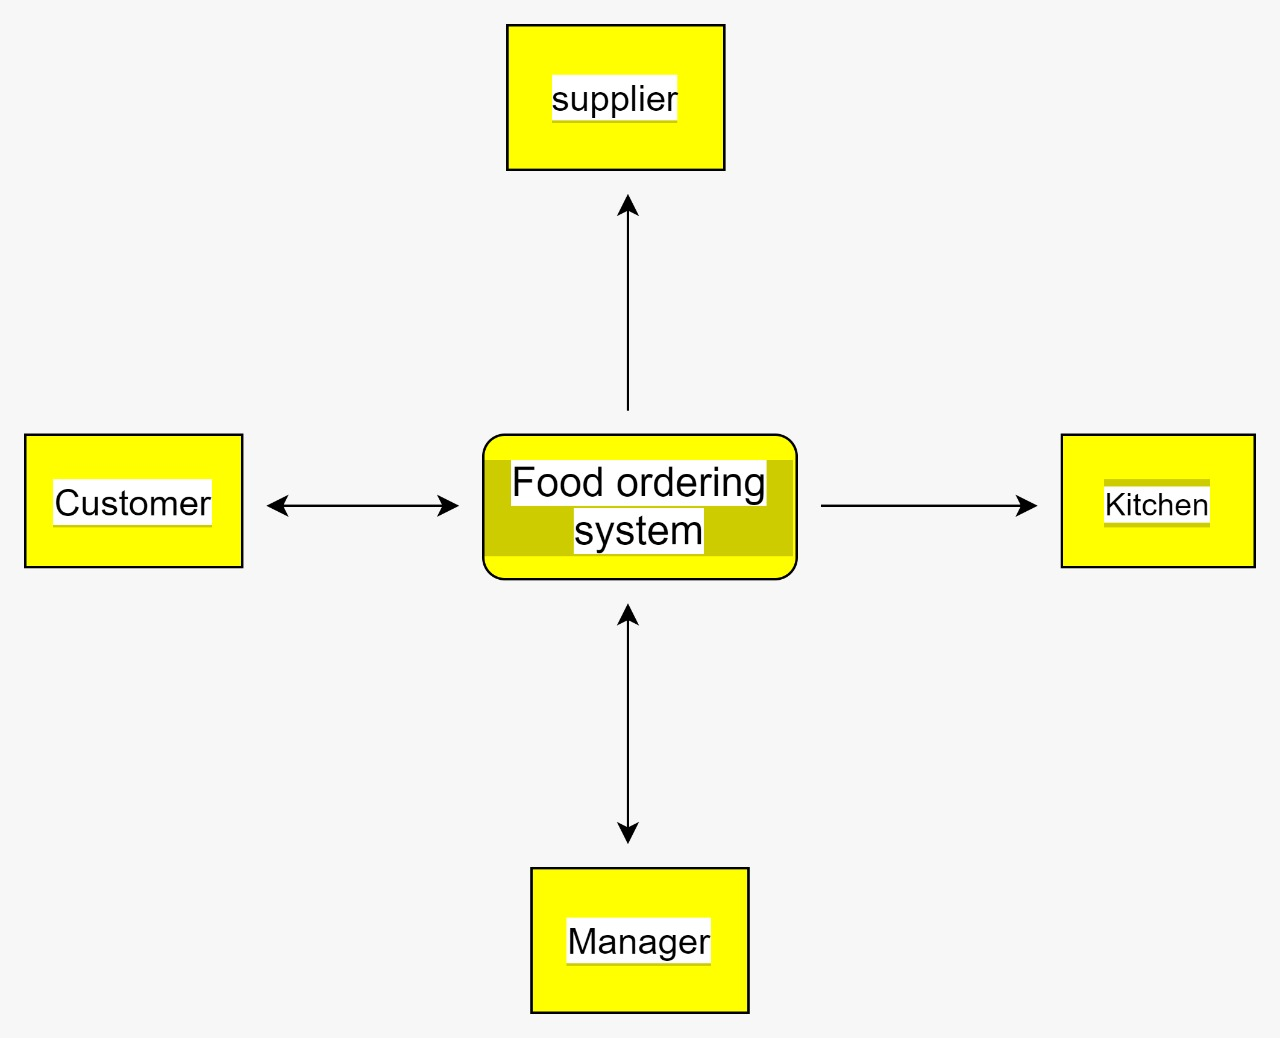 supplier
Customer
Food ordering
system
Kitchen
Manager